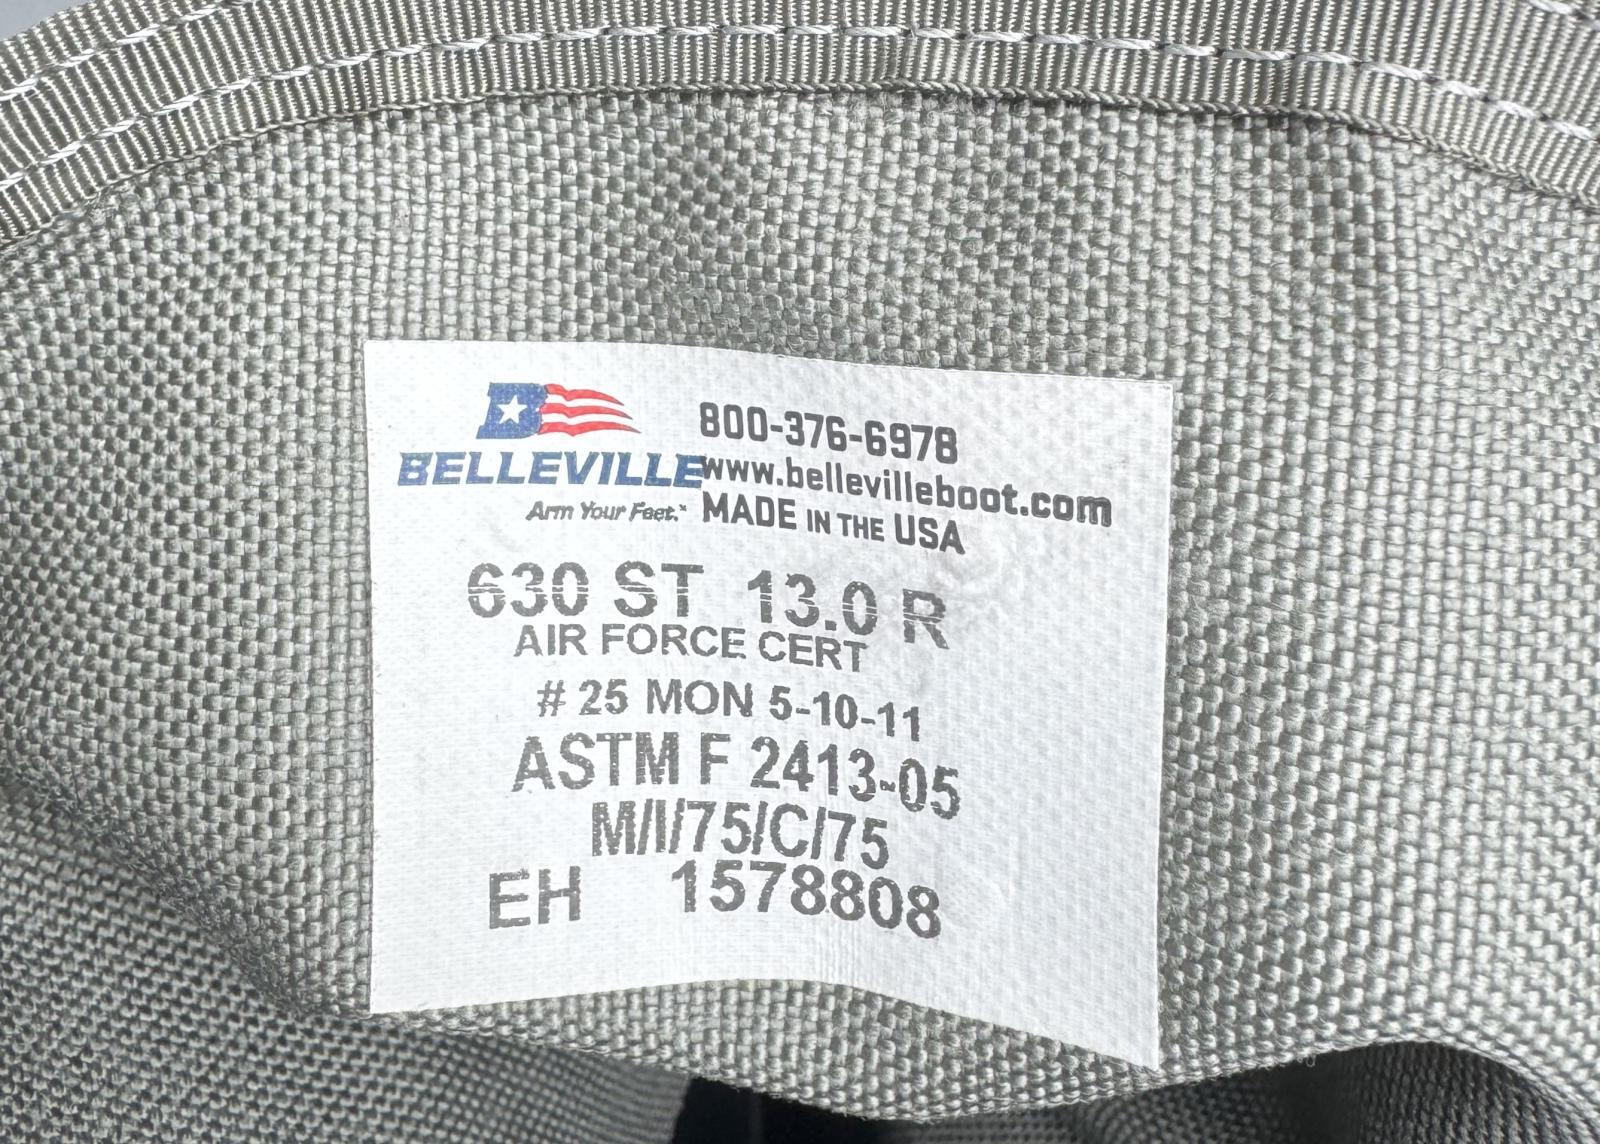 B
BELLEVILLE
Arm Your Feet.™
800-376-6978
www.bellevilleboot.com
MADE IN THE USA
630 ST 13.0 R
AIR FORCE CERT
# 25 MON 5-10-11
ASTM F 2413-05
M/I/75/C/75
EH 1578808